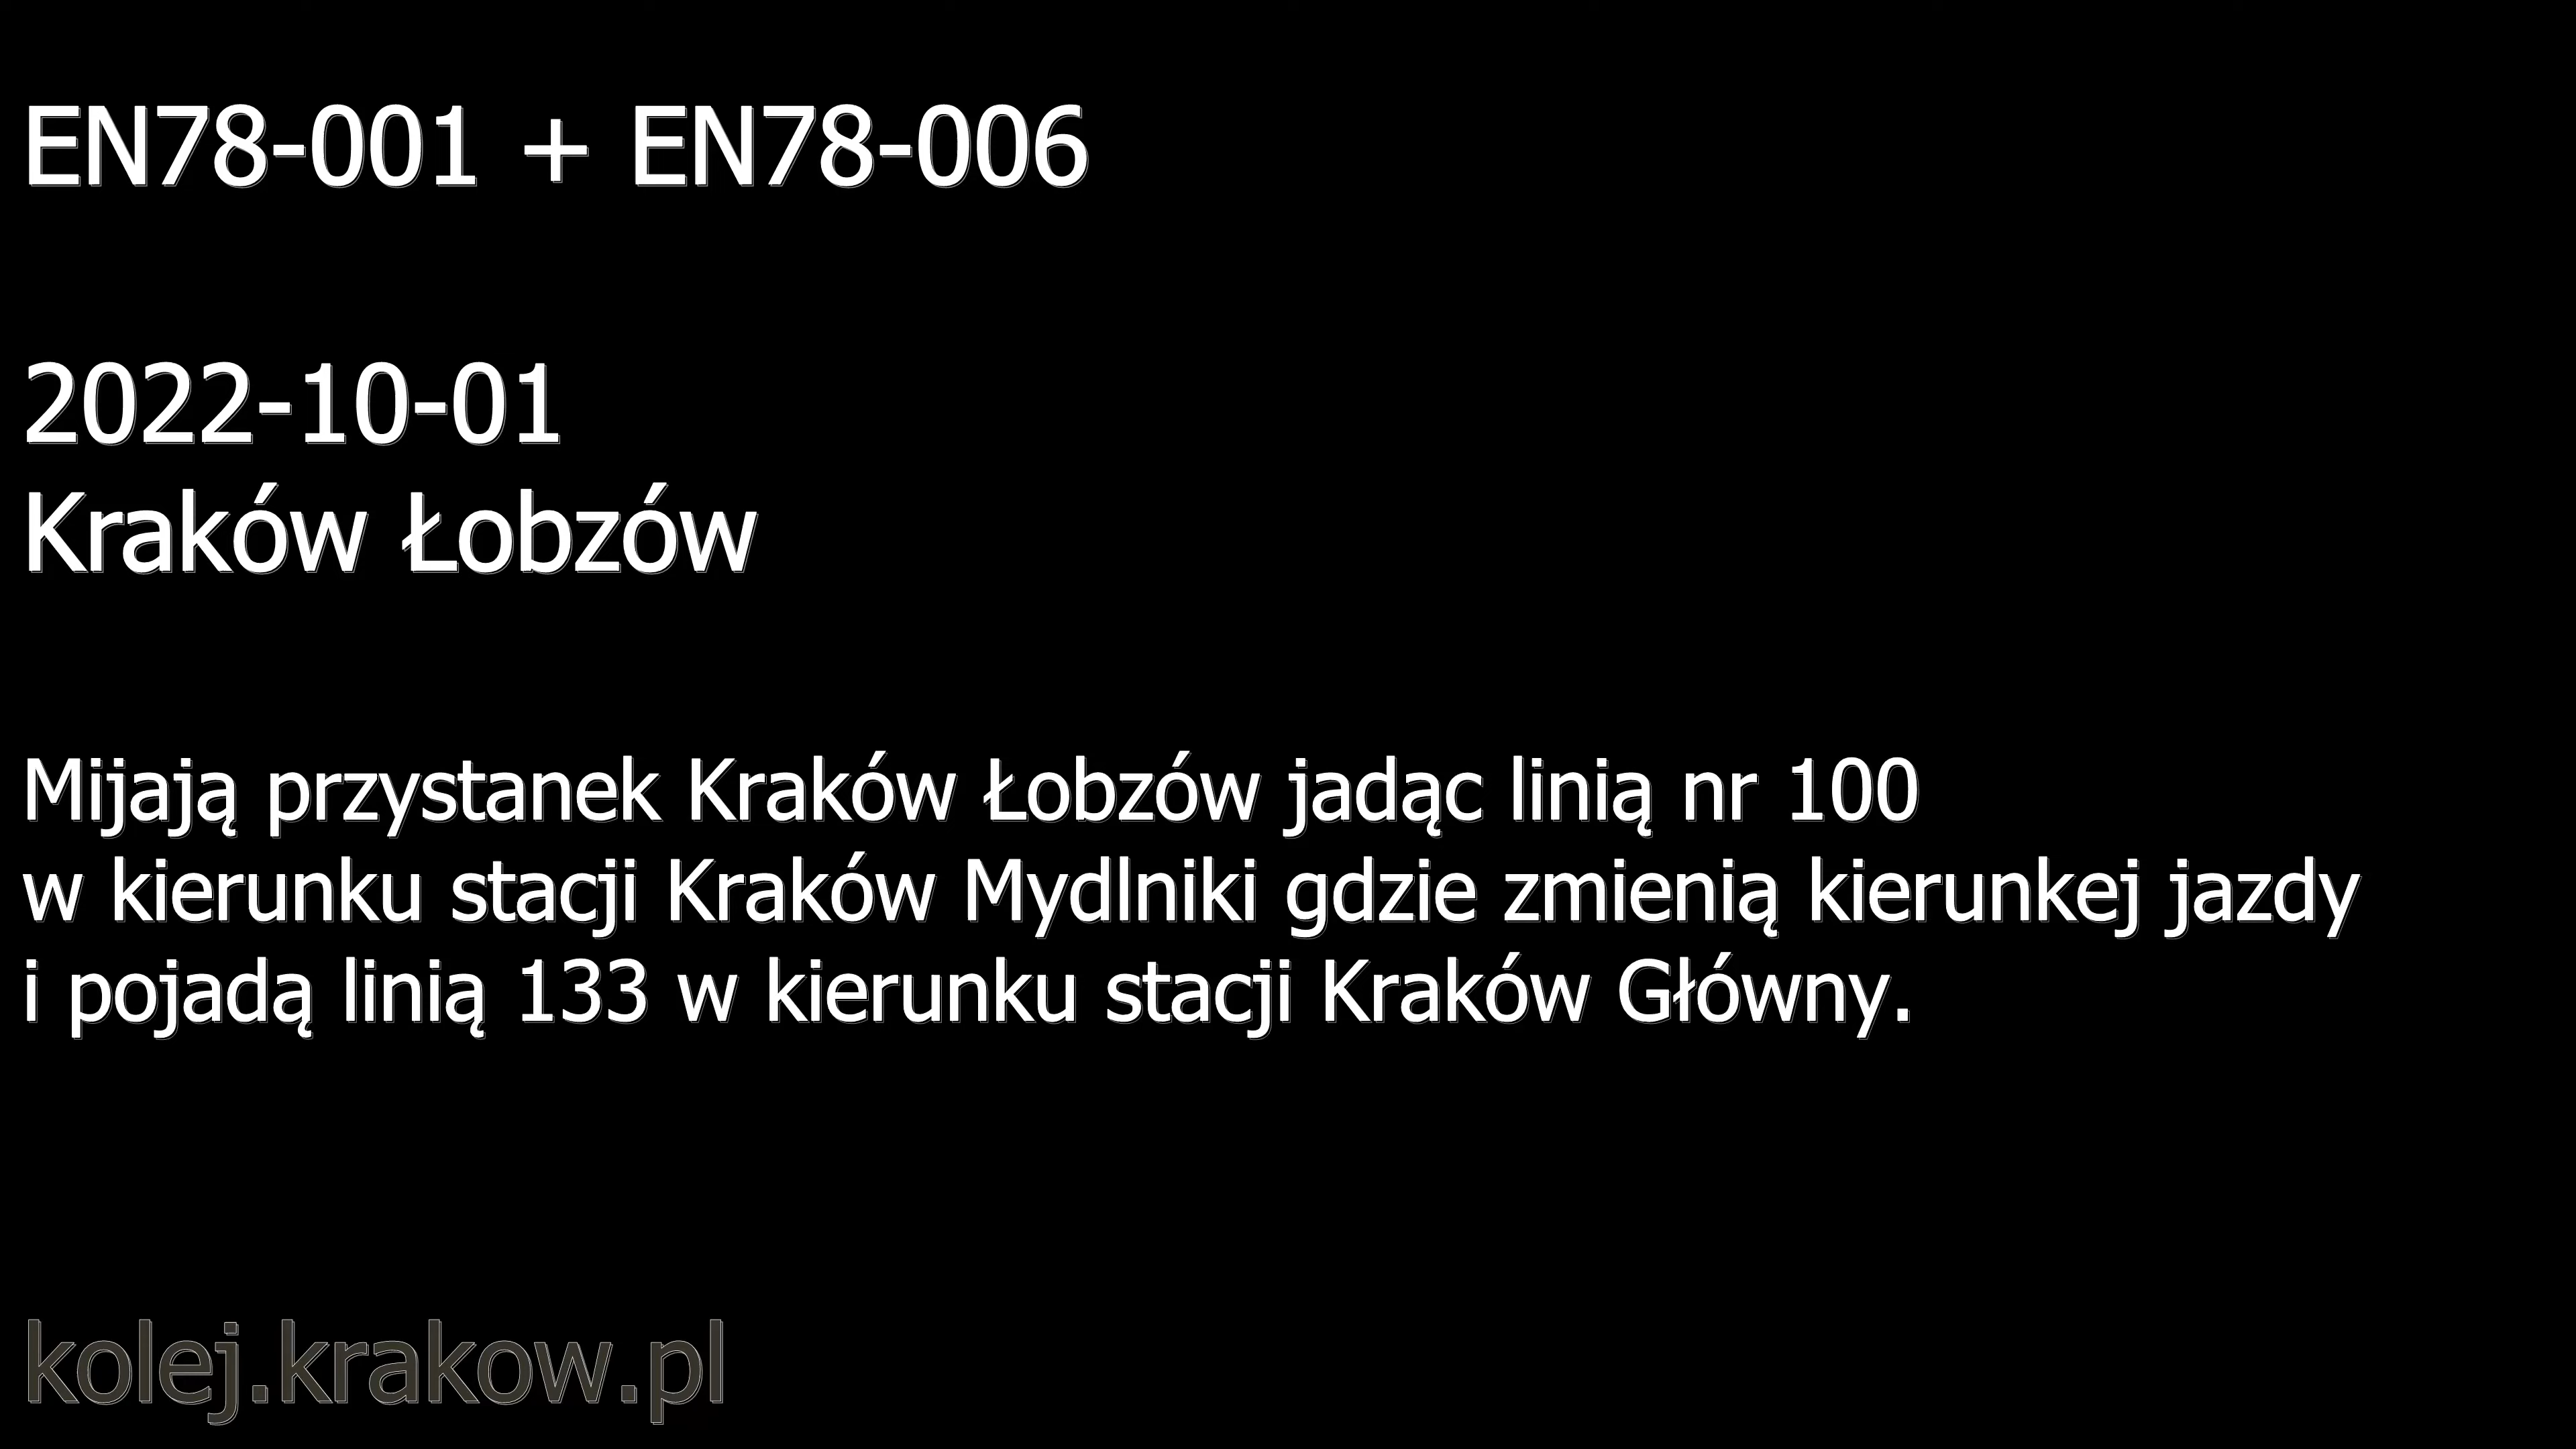 EN78-001 + EN78-006
2022-10-01
Kraków Łobzów
Mijają przystanek Kraków Łobzów jadąc linią nr 100
w kierunku stacji Kraków Mydlniki gdzie zmienią kierunkej jazdy
i pojadą linią 133 w kierunku stacji Kraków Główny.
kolej.krakow.pl